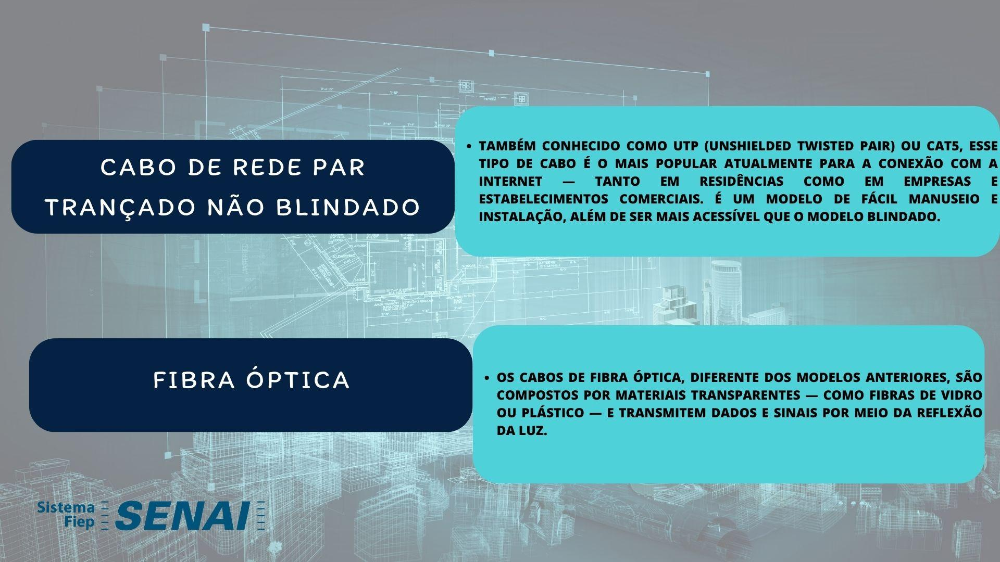 CABO DE REDE PAR
TRANÇADO NÃO BLINDADO
• TAMBÉM CONHECIDO COMO UTP (UNSHIELDED TWISTED PAIR) OU CAT5, ESSE
TIPO DE CABO É O MAIS POPULAR ATUALMENTE PARA A CONEXÃO COM A
INTERNET — TANTO EM RESIDÊNCIAS COMO EM EMPRESAS E
ESTABELECIMENTOS COMERCIAIS. É UM MODELO DE FÁCIL MANUSEIO E
INSTALAÇÃO, ALÉM DE SER MAIS ACESSÍVEL QUE O MODELO BLINDADO.
FIBRA ÓPTICA
• OS CABOS DE FIBRA ÓPTICA, DIFERENTE DOS MODELOS ANTERIORES, SÃO
COMPOSTOS POR MATERIAIS TRANSPARENTES — COMO FIBRAS DE VIDRO
OU PLÁSTICO — E TRANSMITEM DADOS E SINAIS POR MEIO DA REFLEXÃO
DA LUZ.
Sistema
Fiep
SENAI